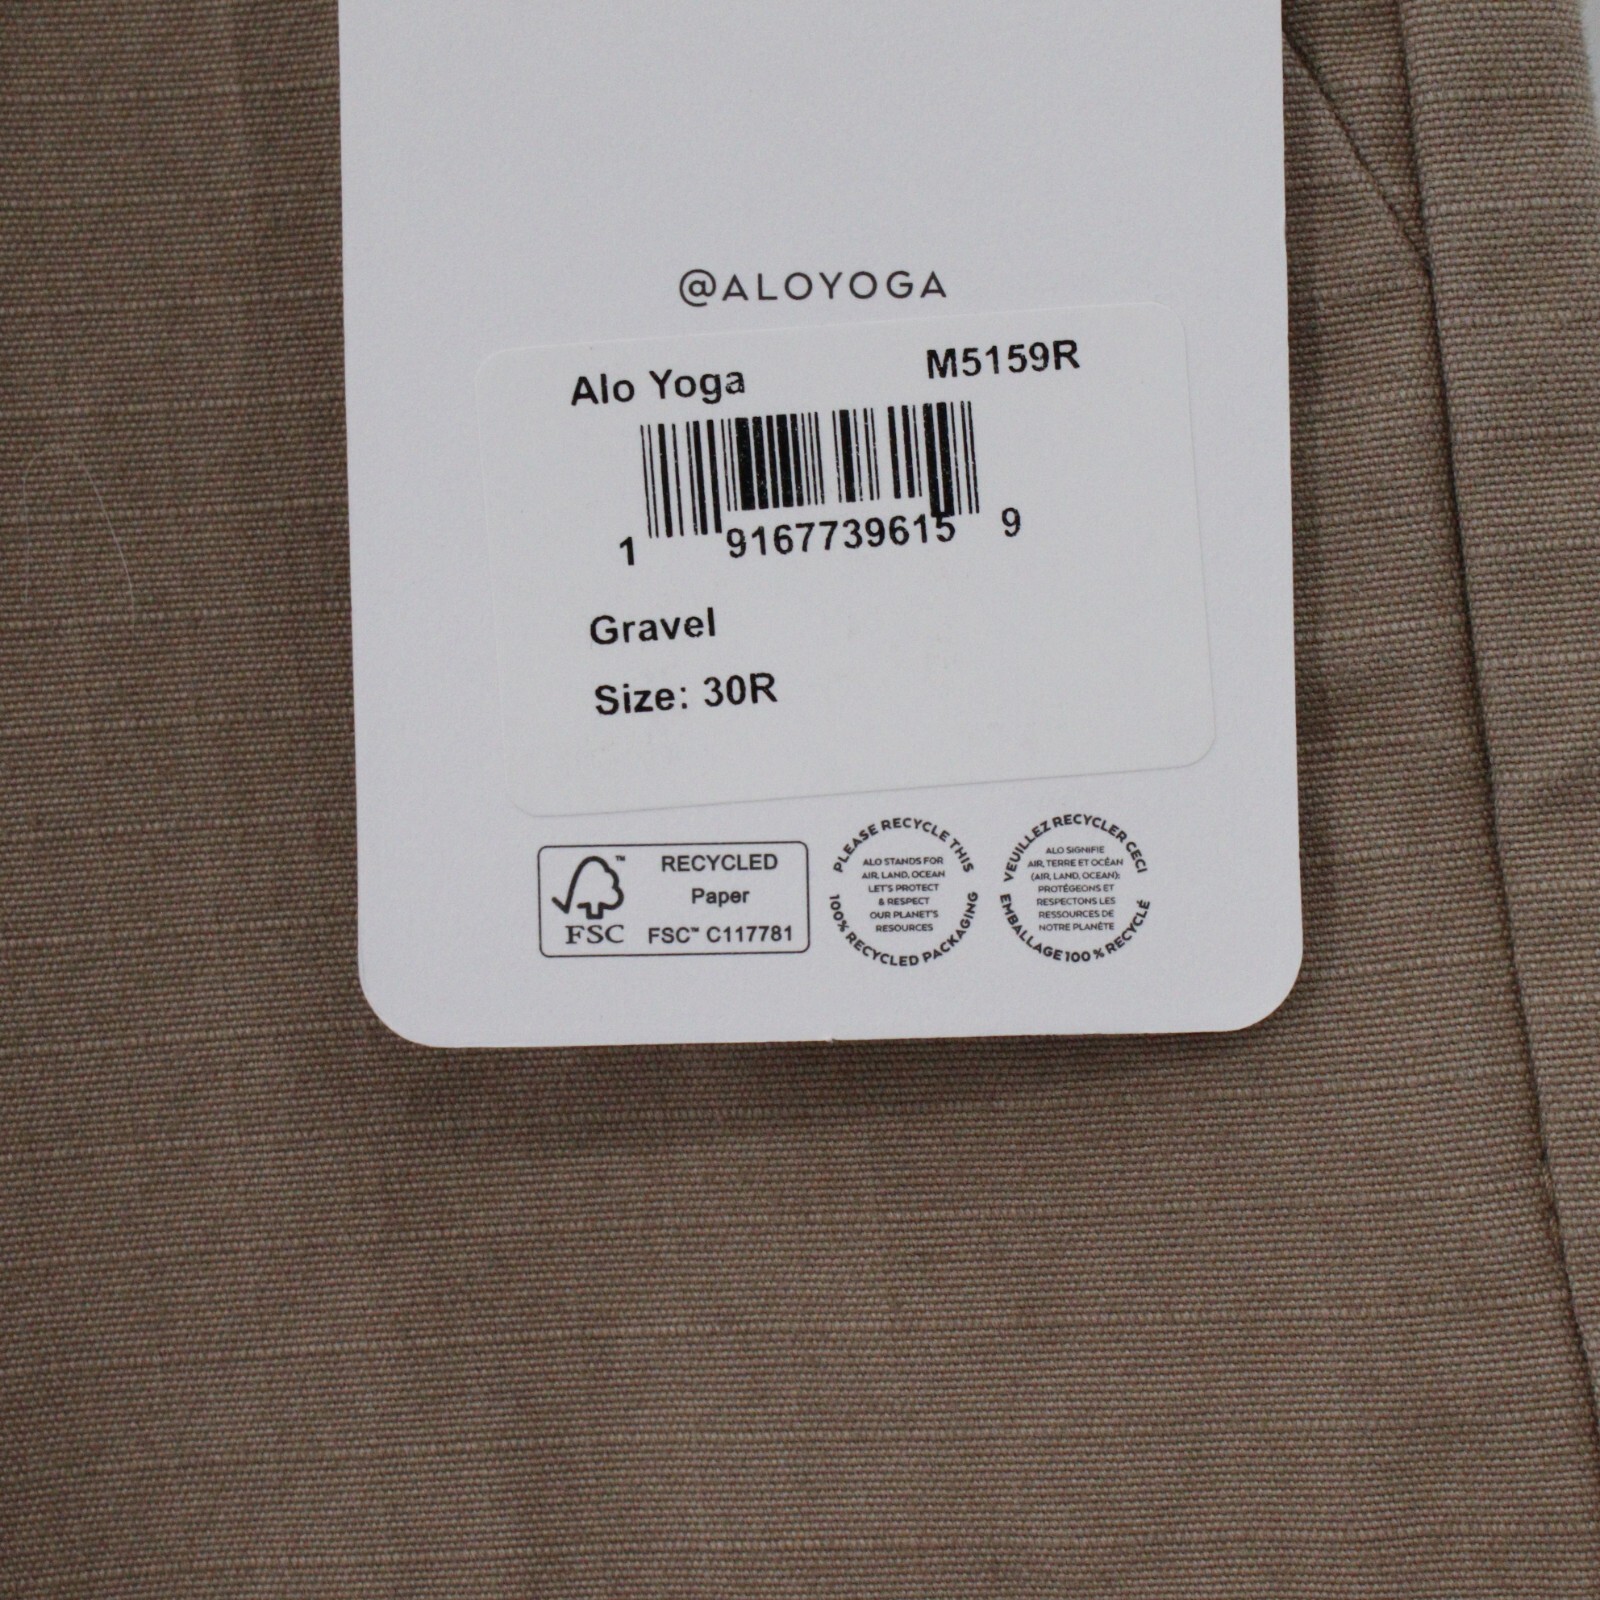 @ALOYOGA
Alo Yoga M5159R
1 9167739615 9
Gravel
Size: 30R
FSC
™
RECYCLED
Paper
FSC™ C117781
PLEASE RECYCLE THIS
100% RECYCLED PACKAGING
ALO STANDS FOR
AIR, LAND, OCEAN
LET'S PROTECT
& RESPECT
OUR PLANET'S
RESOURCES
VEUILLEZ RECYCLER CECI
EMBALLAGE 100 % RECYCLÉ
ALO SIGNIFIE
AIR, TERRE ET OCÉAN
(AIR, LAND, OCEAN):
PROTÉGEONS ET
RESPECTONS LES
RESSOURCES DE
NOTRE PLANÈTE